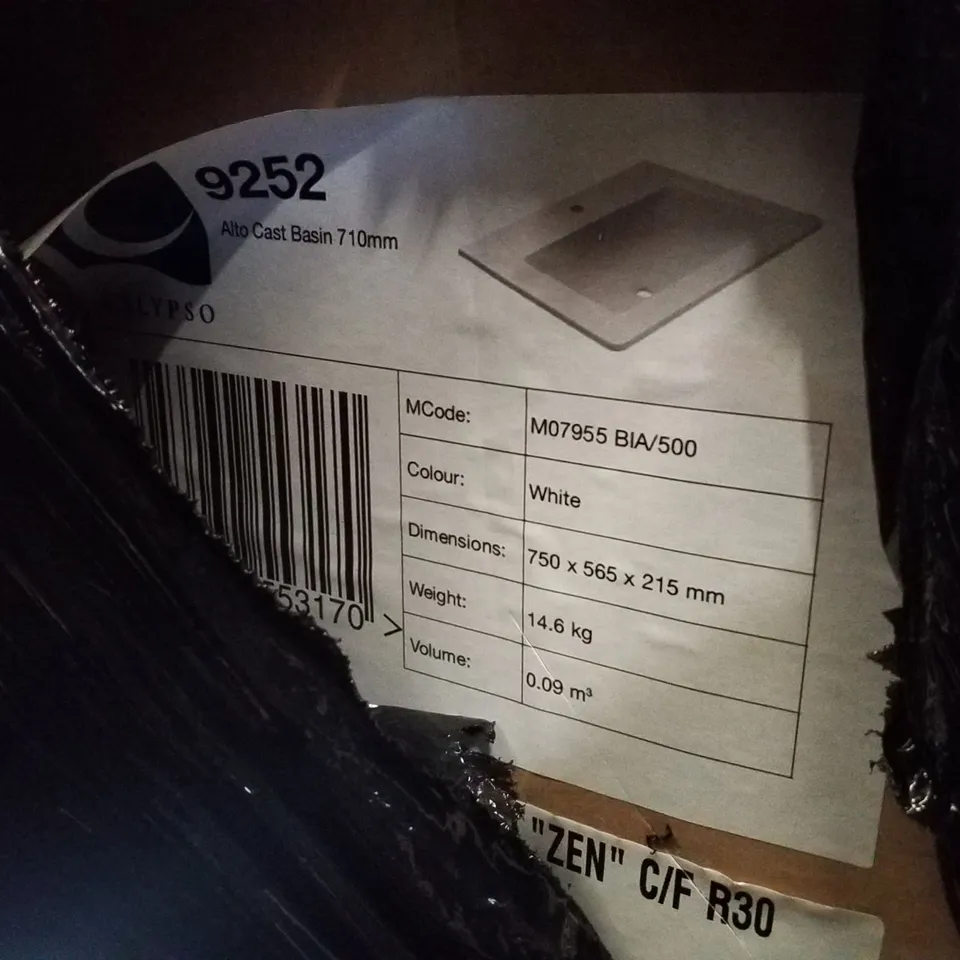 9252
Alto Cast Basin 710mm
LYPSO
MCode: M07955 BIA/500
Colour: White
Dimensions: 750 x 565 x 215 mm
Weight: 14.6 kg
Volume: 0.09 m³
53170 >
"ZEN" C/F R30